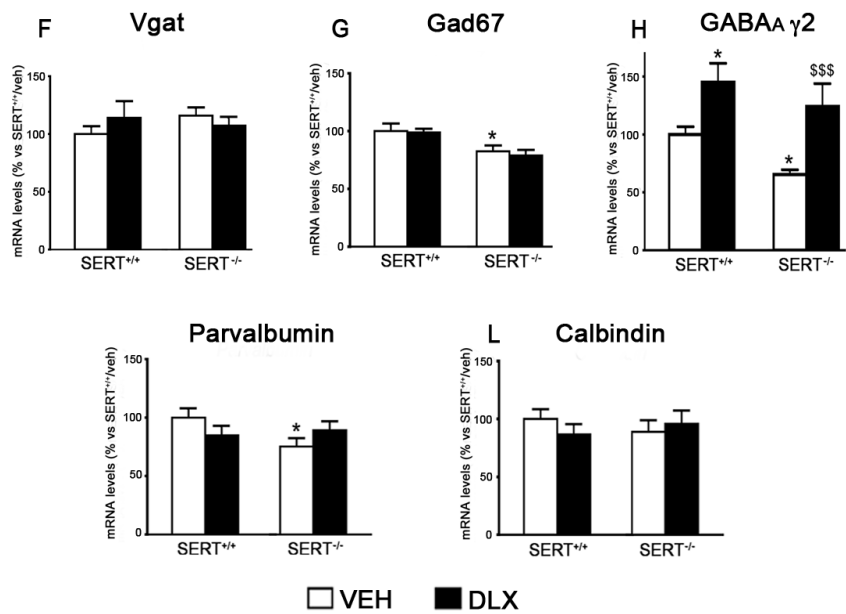 F Vgat
mRNA levels (% vs SERT+/+/veh)
150
100
50
0
SERT+/+ SERT-/-
G Gad67
mRNA levels (% vs SERT+/+/veh)
150
100
50
0
*
SERT+/+ SERT-/-
H GABAA γ2
mRNA levels (% vs SERT+/+/veh)
150
100
50
0
* * $$$
SERT+/+ SERT-/-
Parvalbumin
mRNA levels (% vs SERT+/+/veh)
150
100
50
0
*
SERT+/+ SERT-/-
L Calbindin
mRNA levels (% vs SERT+/+/veh)
150
100
50
0
SERT+/+ SERT-/-
VEH DLX